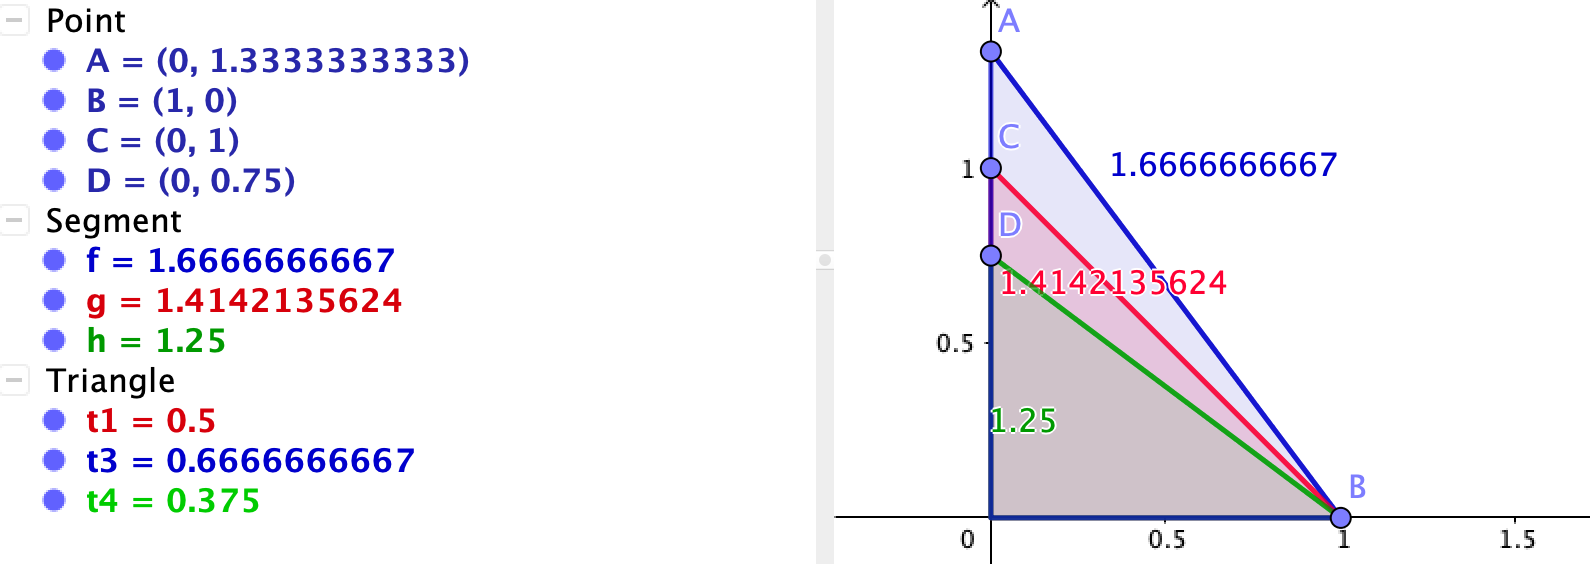 Point
A = (0, 1.3333333333)
B = (1, 0)
C = (0, 1)
D = (0, 0.75)
Segment
f = 1.6666666667
g = 1.4142135624
h = 1.25
Triangle
t1 = 0.5
t3 = 0.6666666667
t4 = 0.375
A
C
1
1.6666666667
D
1.4142135624
0.5
1.25
B
0
0.5
1
1.5